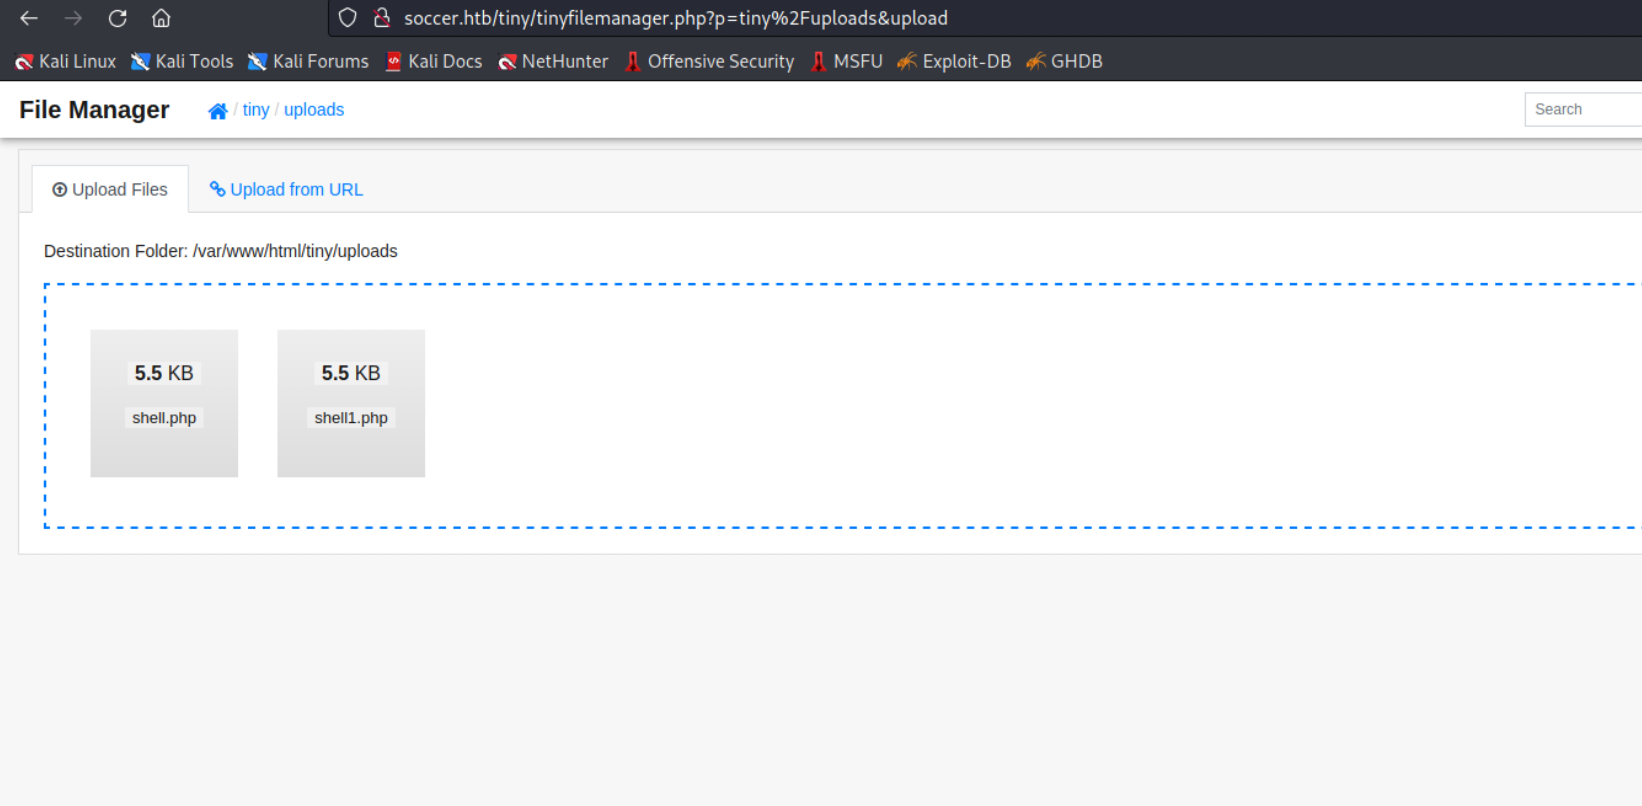 soccer.htb/tiny/tinyfilemanager.php?p=tiny%2Fuploads&upload
Kali Linux Kali Tools Kali Forums Kali Docs NetHunter Offensive Security MSFU Exploit-DB GHDB
File Manager / tiny / uploads Search
Upload Files Upload from URL
Destination Folder: /var/www/html/tiny/uploads
5.5 KB 5.5 KB
shell.php shell1.php